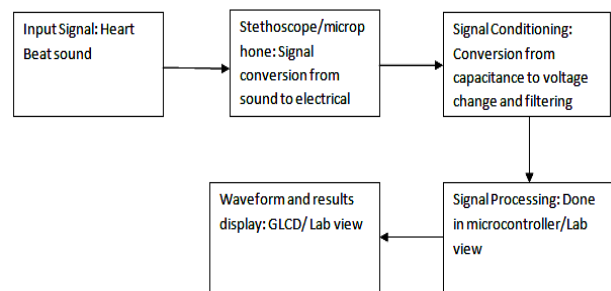 Input Signal: Heart
Beat sound
Stethoscope/microp
hone: Signal
conversion from
sound to electrical
Signal Conditioning:
Conversion from
capacitance to voltage
change and filtering
Signal Processing: Done
in microcontroller/Lab
view
Waveform and results
display: GLCD/ Lab view